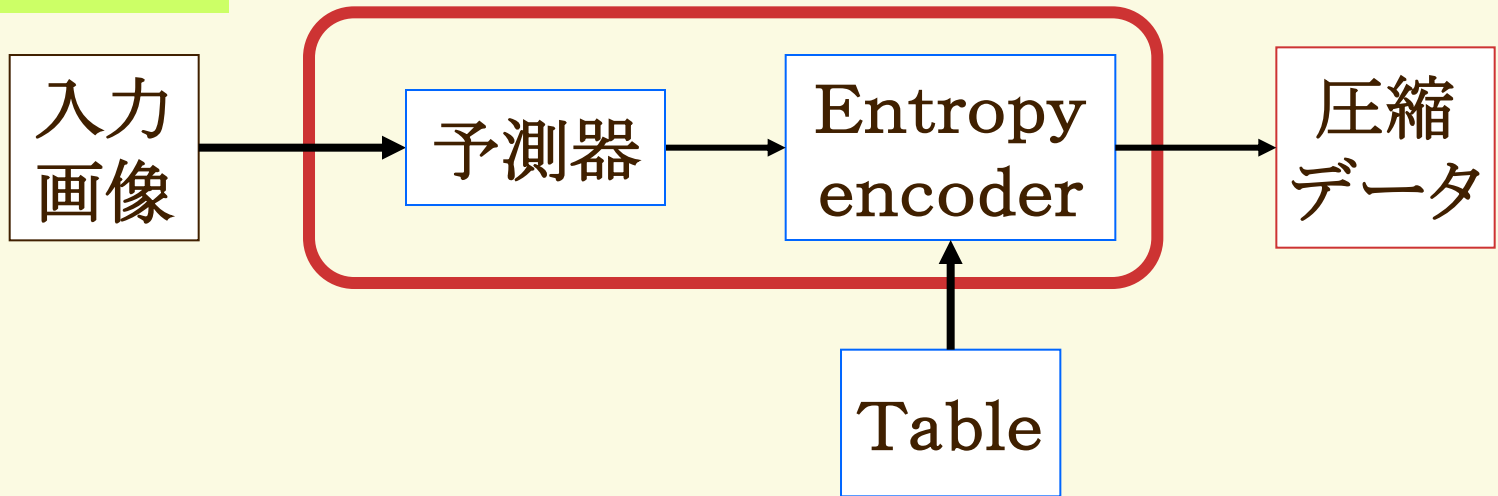 入力
画像
予測器
Entropy
encoder
圧縮
データ
Table